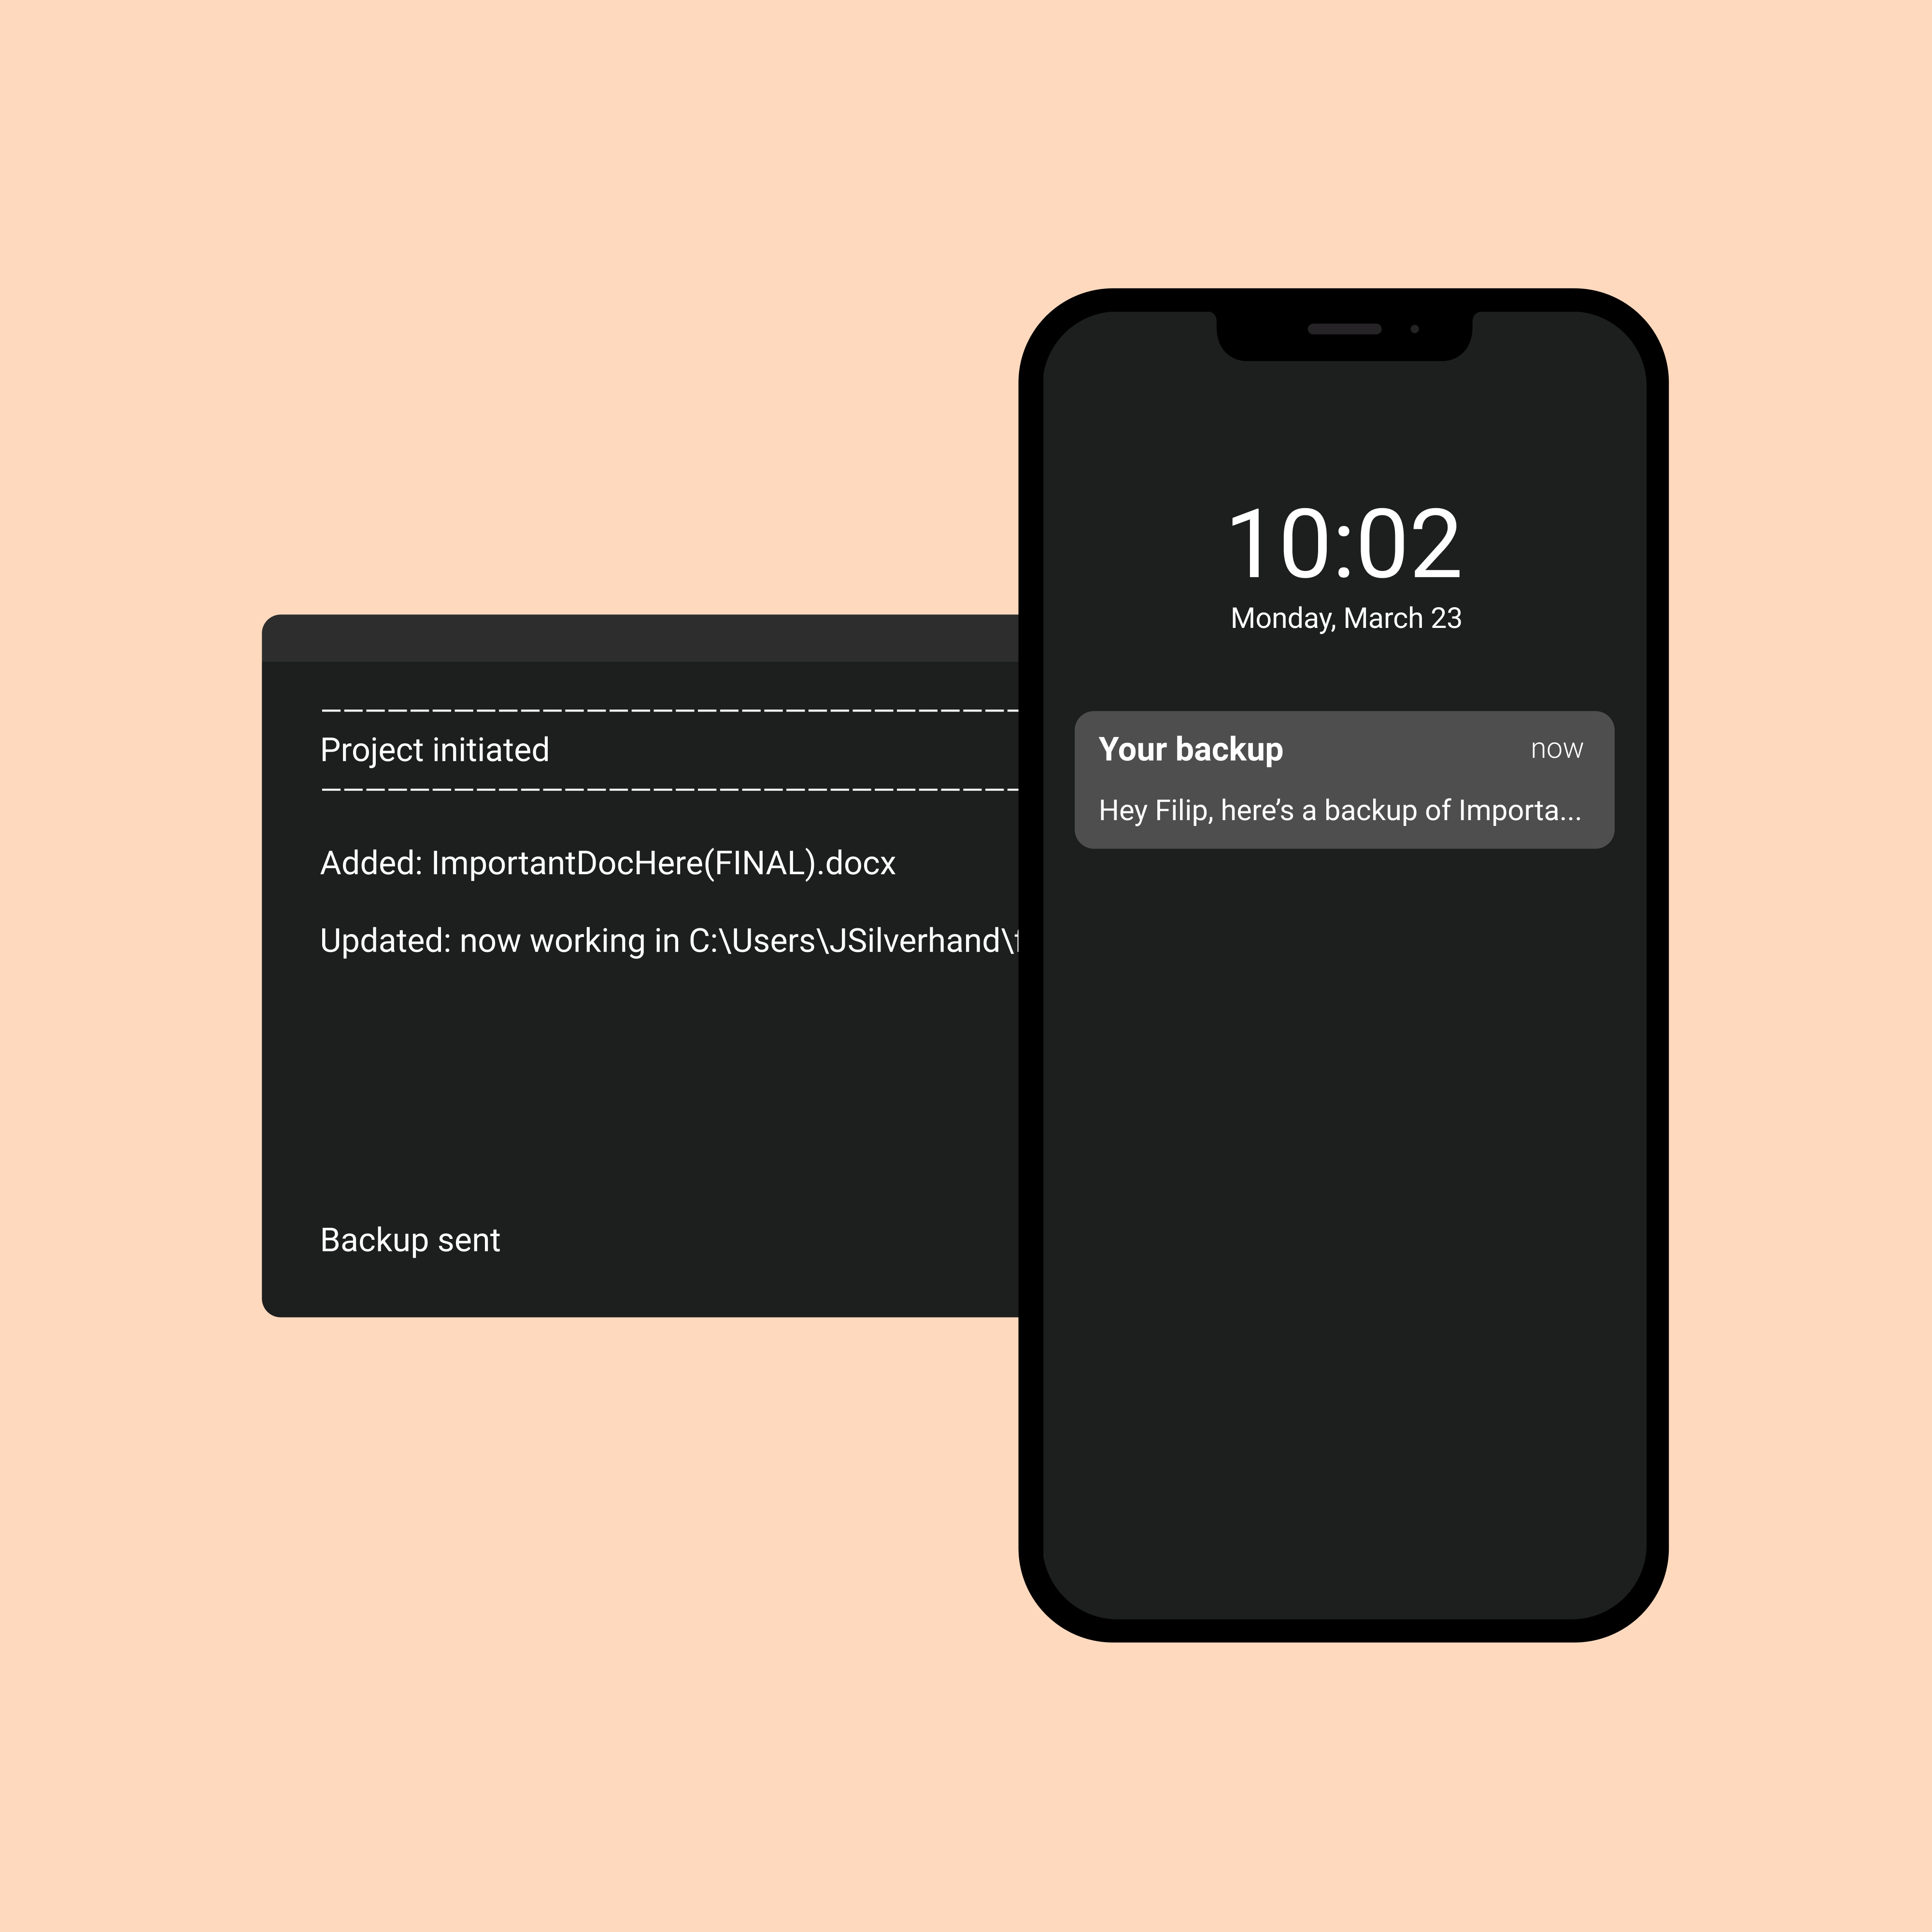 Project initiated
Added: ImportantDocHere(FINAL).docx
Updated: now working in C:\Users\JSilverhand\
Backup sent
10:02
Monday, March 23
Your backup
now
Hey Filip, here’s a backup of Importa...